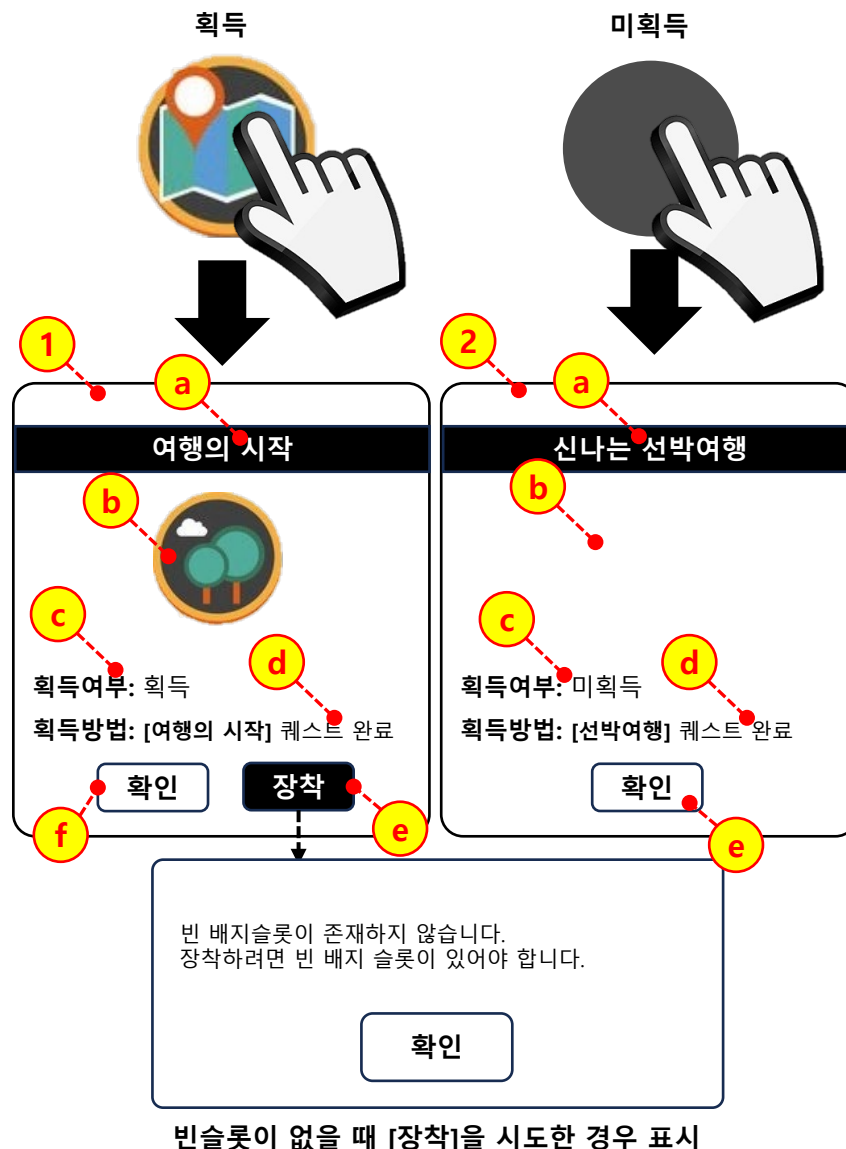 획득
미획득
1
a
2
a
여행의 시작
신나는 선박여행
b
b
c
d
c
d
획득여부: 획득
획득여부: 미획득
획득방법: [여행의 시작] 퀘스트 완료
획득방법: [선박여행] 퀘스트 완료
확인
장착
확인
f
e
e
빈 배지슬롯이 존재하지 않습니다.
장착하려면 빈 배지 슬롯이 있어야 합니다.
확인
빈슬롯이 없을 때 [장착]을 시도한 경우 표시